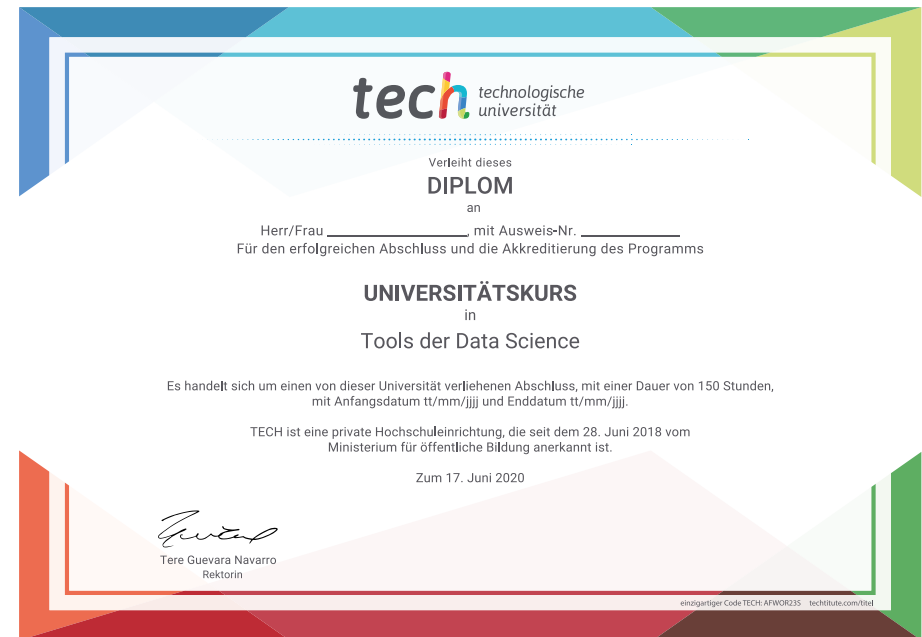 tech technologische
universität
Verleiht dieses
DIPLOM
an
Herr/Frau ____________________, mit Ausweis-Nr. ______________
Für den erfolgreichen Abschluss und die Akkreditierung des Programms
UNIVERSITÄTSKURS
in
Tools der Data Science
Es handelt sich um einen von dieser Universität verliehenen Abschluss, mit einer Dauer von 150 Stunden,
mit Anfangsdatum tt/mm/jjjj und Enddatum tt/mm/jjjj.
TECH ist eine private Hochschuleinrichtung, die seit dem 28. Juni 2018 vom
Ministerium für öffentliche Bildung anerkannt ist.
Zum 17. Juni 2020
Tere Guevara Navarro
Rektorin
einzigartiger Code TECH: AFWOR23S techtitute.com/titel